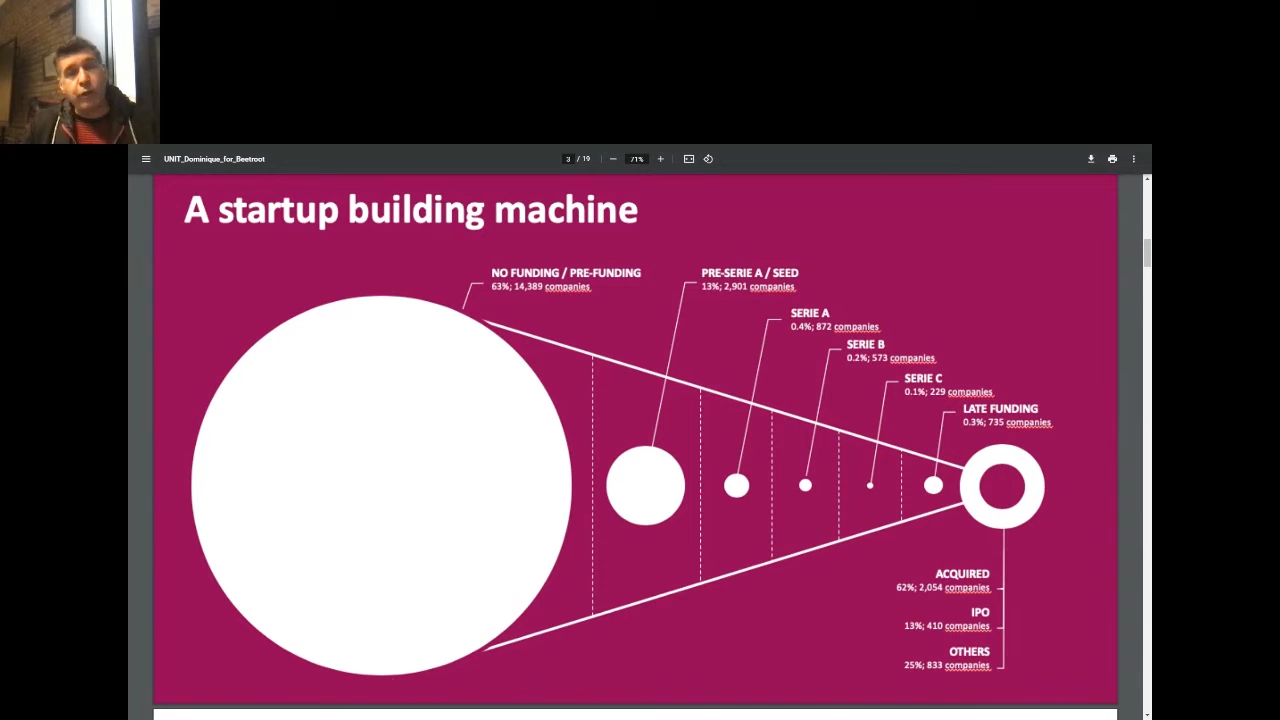 UNIT_Dominique_for_Beetroot
3 / 19
71%
A startup building machine
NO FUNDING / PRE-FUNDING
63%; 14,389 companies
PRE-SERIE A / SEED
13%; 2,901 companies
SERIE A
0.4%; 872 companies
SERIE B
0.2%; 573 companies
SERIE C
0.1%; 229 companies
LATE FUNDING
0.3%; 735 companies
ACQUIRED
62%; 2,054 companies
IPO
13%; 410 companies
OTHERS
25%; 833 companies